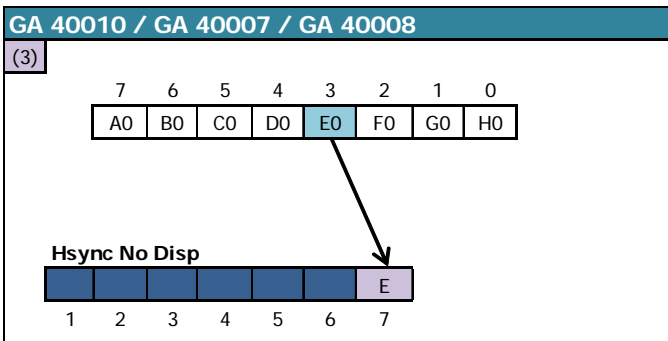 GA 40010 / GA 40007 / GA 40008
(3)
7 6 5 4 3 2 1 0
A0 B0 C0 D0 E0 F0 G0 H0
Hsync No Disp
E
1 2 3 4 5 6 7